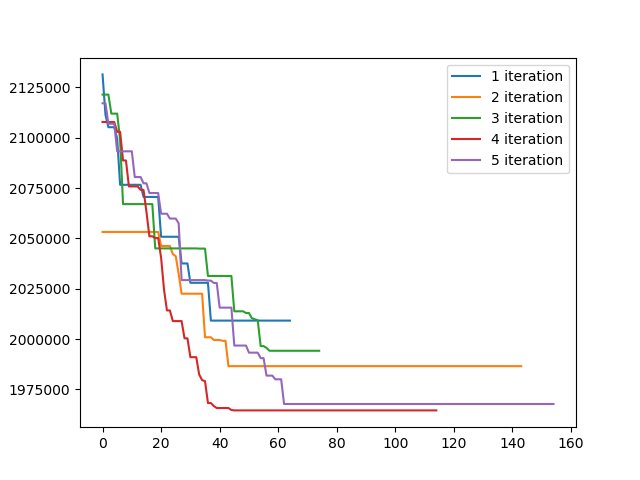 2125000
2100000
2075000
2050000
2025000
2000000
1975000
0 20 40 60 80 100 120 140 160
1 iteration
2 iteration
3 iteration
4 iteration
5 iteration